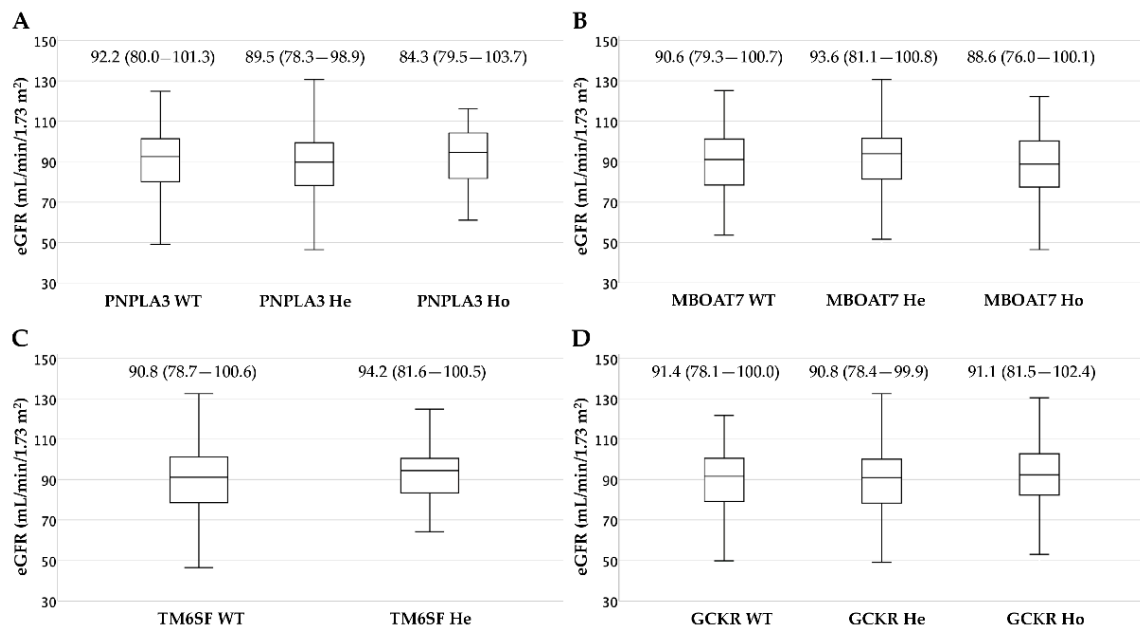 A
eGFR (mL/min/1.73 m²)
150
130
110
90
70
50
30
92.2 (80.0—101.3) 89.5 (78.3—98.9) 84.3 (79.5—103.7)
PNPLA3 WT PNPLA3 He PNPLA3 Ho
B
eGFR (mL/min/1.73 m²)
150
130
110
90
70
50
30
90.6 (79.3—100.7) 93.6 (81.1—100.8) 88.6 (76.0—100.1)
MBOAT7 WT MBOAT7 He MBOAT7 Ho
C
eGFR (mL/min/1.73 m²)
150
130
110
90
70
50
30
90.8 (78.7—100.6) 94.2 (81.6—100.5)
TM6SF WT TM6SF He
D
eGFR (mL/min/1.73 m²)
150
130
110
90
70
50
30
91.4 (78.1—100.0) 90.8 (78.4—99.9) 91.1 (81.5—102.4)
GCKR WT GCKR He GCKR Ho